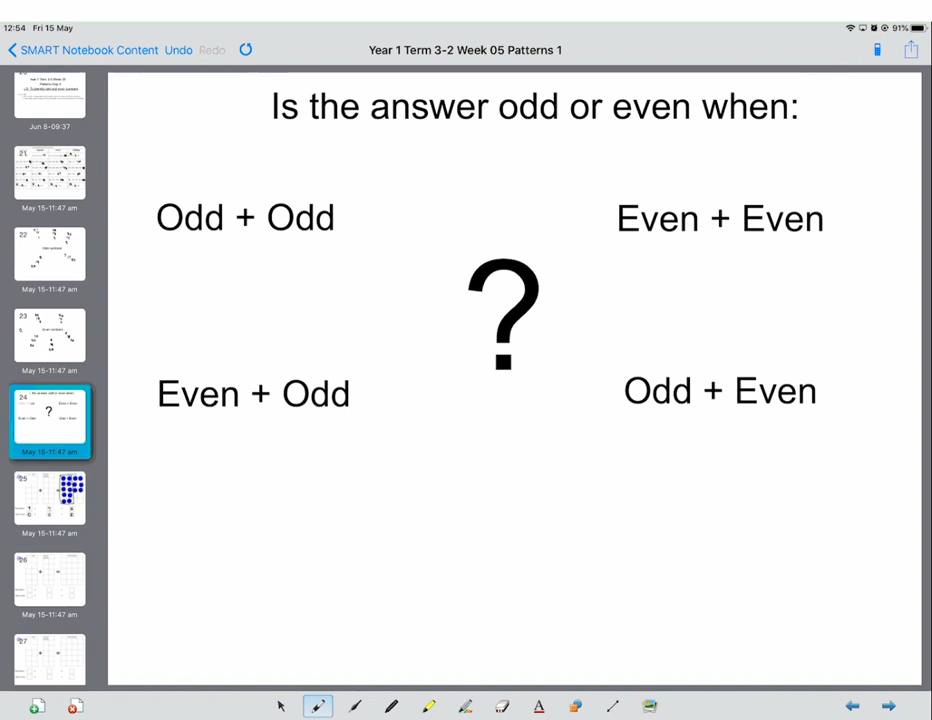 12:54 Fri 15 May
91%
SMART Notebook Content Undo Redo
Year 1 Term 3-2 Week 05 Patterns 1
Jun 8-09:37
21
May 15-11:47 am
22
May 15-11:47 am
23
May 15-11:47 am
24
May 15-11:47 am
25
May 15-11:47 am
26
May 15-11:47 am
27
Is the answer odd or even when:
Odd + Odd
Even + Even
?
Even + Odd
Odd + Even